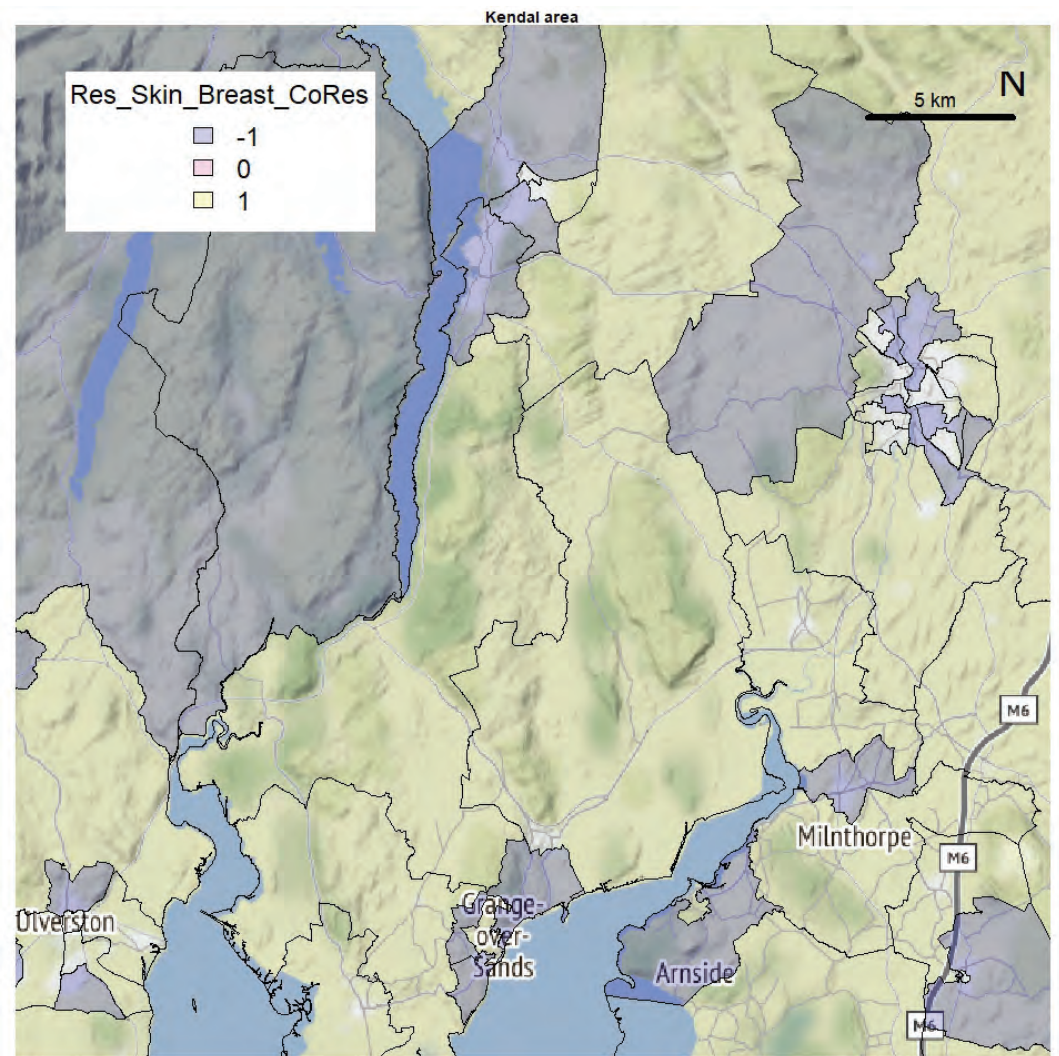 Kendal area
Res_Skin_Breast_CoRes
-1
0
1
N
5 km
M6
Milnthorpe
M6
Ulverston
Grange-
over-
Sands
Arnside
M6